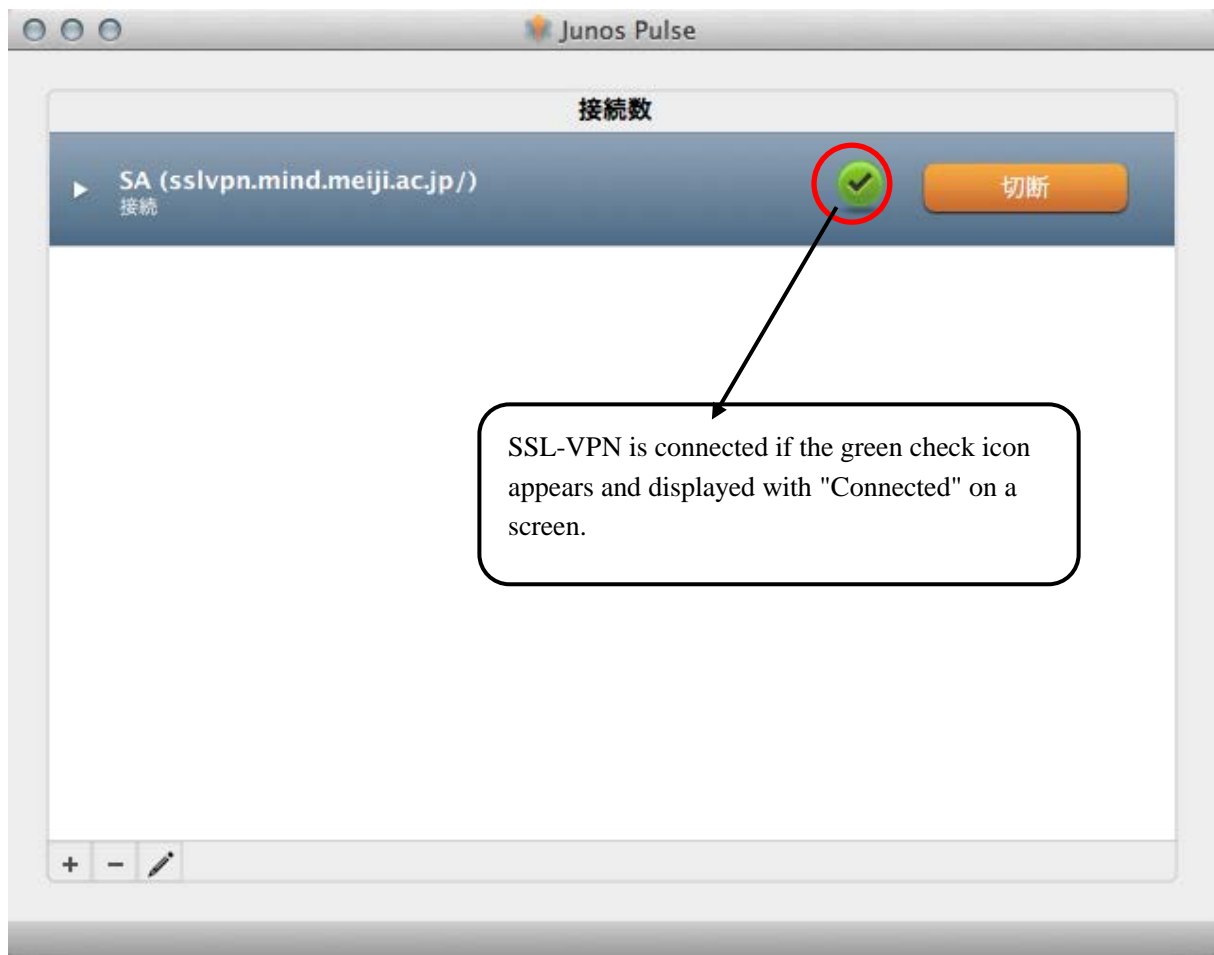 Junos Pulse
接続数
SA (sslvpn.mind.meiji.ac.jp/)
接続
切断
SSL-VPN is connected if the green check icon
appears and displayed with "Connected" on a
screen.